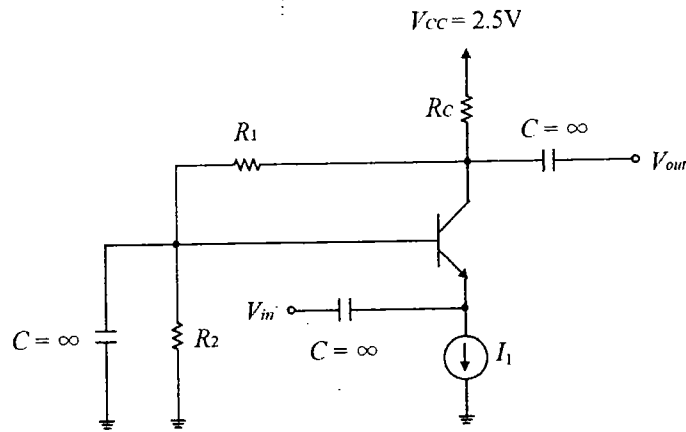 VCC = 2.5V
RC
R1
C = ∞
Vout
Vin
C = ∞
R2
C = ∞
I1